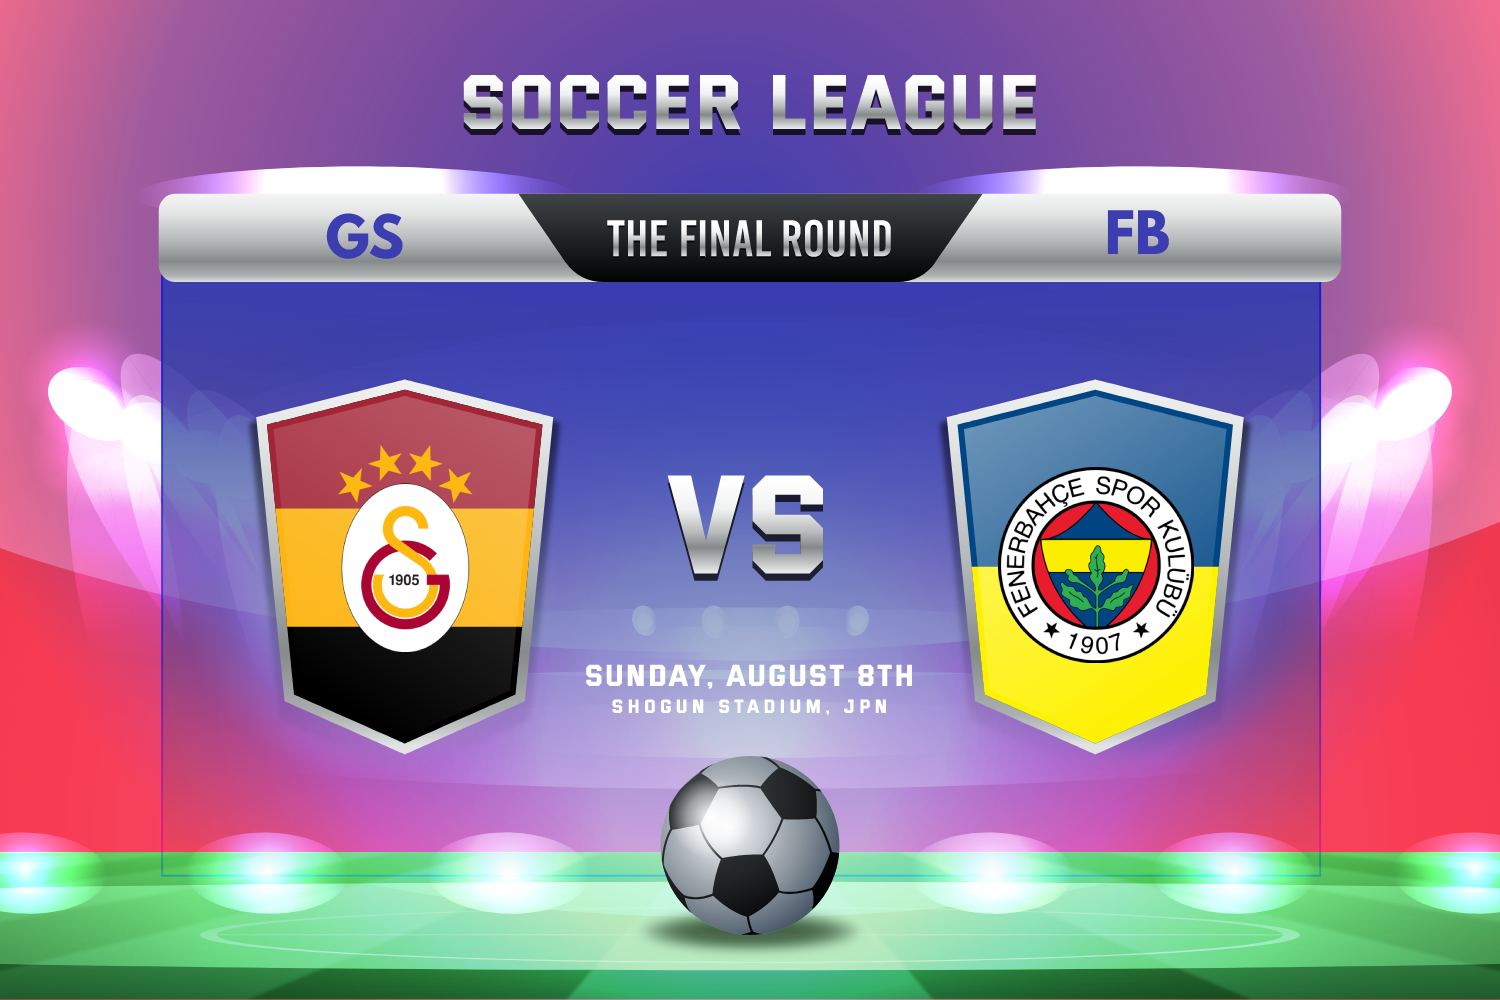 SOCCER LEAGUE
GS
THE FINAL ROUND
FB
1905
VS
FENERBAHÇE SPOR KULÜBÜ
★ 1907 ★
SUNDAY, AUGUST 8TH
SHOGUN STADIUM, JPN